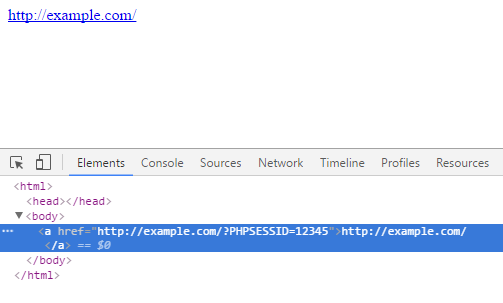 http://example.com/
Elements Console Sources Network Timeline Profiles Resources
<html>
<head></head>
▼<body>
••• <a href="http://example.com/?PHPSESSID=12345">http://example.com/
</a> == $0
</body>
</html>